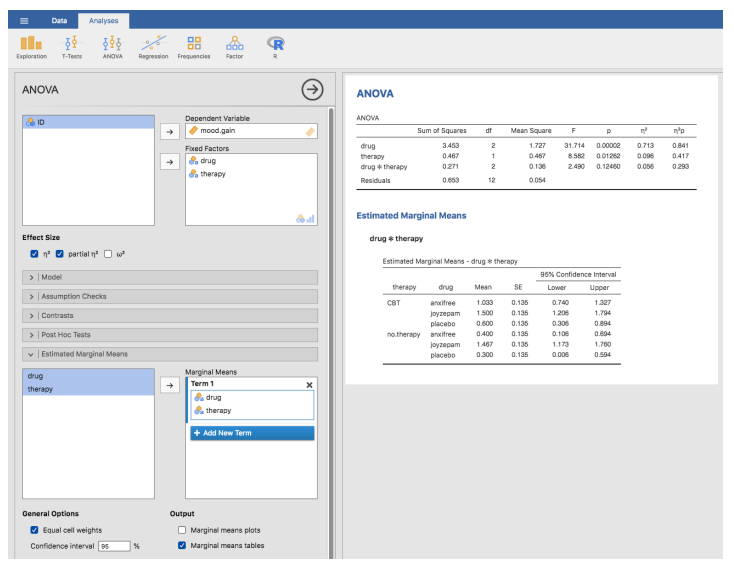 Data Analyses
Exploration T-Tests ANOVA Regression Frequencies Factor R
ANOVA
ID
Dependent Variable
mood.gain
Fixed Factors
drug
therapy
Effect Size
η² partial η² ω²
Model
Assumption Checks
Contrasts
Post Hoc Tests
Estimated Marginal Means
drug
therapy
Marginal Means
Term 1
drug
therapy
+ Add New Term
General Options
Equal cell weights
Confidence interval 95 %
Output
Marginal means plots
Marginal means tables
ANOVA
ANOVA
Sum of Squares df Mean Square F p η² η²p
drug 3.453 2 1.727 31.714 0.00002 0.713 0.841
therapy 0.467 1 0.467 8.582 0.01262 0.096 0.417
drug ✻ therapy 0.271 2 0.136 2.490 0.12460 0.056 0.293
Residuals 0.653 12 0.054
Estimated Marginal Means
drug ✻ therapy
Estimated Marginal Means - drug ✻ therapy
95% Confidence Interval
therapy drug Mean SE Lower Upper
CBT anxifree 1.033 0.135 0.740 1.327
joyzepam 1.500 0.135 1.206 1.794
placebo 0.600 0.135 0.306 0.894
no.therapy anxifree 0.400 0.135 0.106 0.694
joyzepam 1.467 0.135 1.173 1.760
placebo 0.300 0.135 0.006 0.594